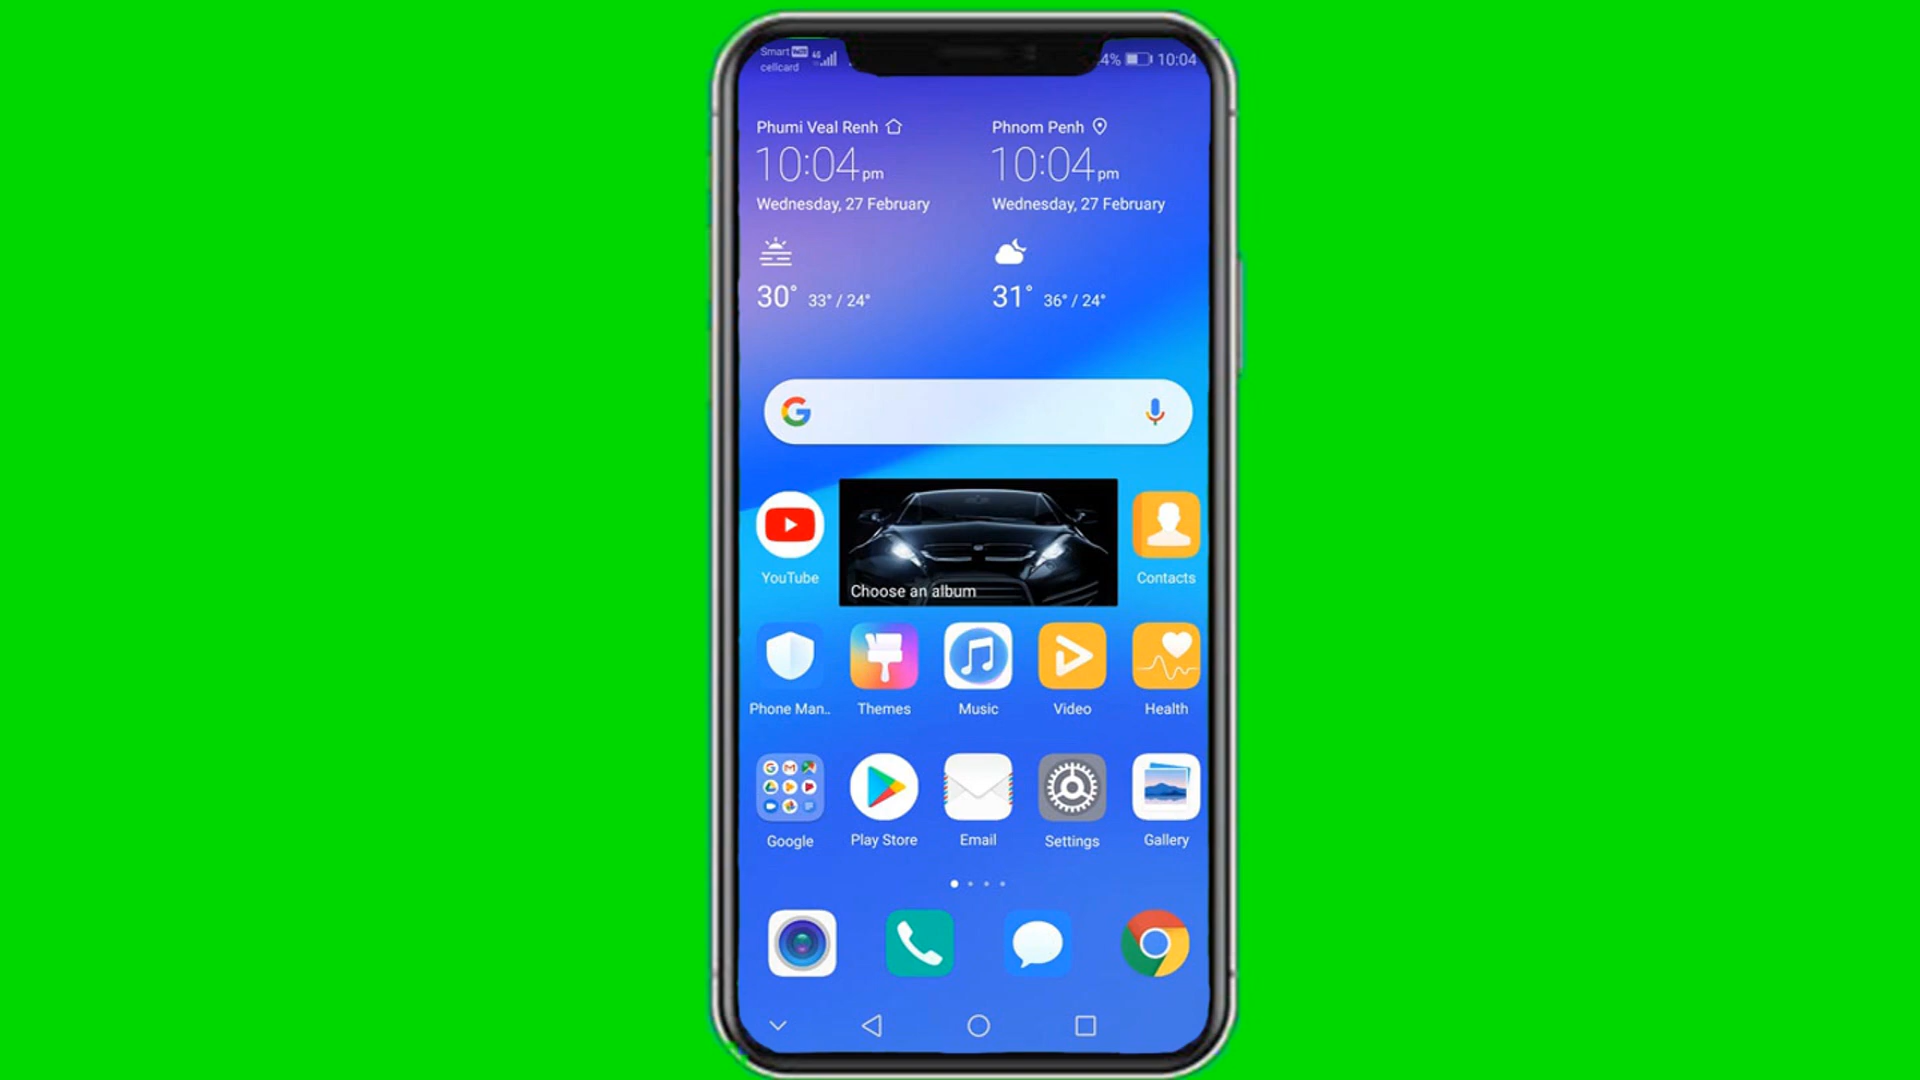 Smart VoLTE 4G
cellcard
4% 10:04
Phumi Veal Renh
Phnom Penh
10:04pm
10:04pm
Wednesday, 27 February
Wednesday, 27 February
30° 33° / 24°
31° 36° / 24°
Choose an album
YouTube
Contacts
Phone Man..
Themes
Music
Video
Health
Google
Play Store
Email
Settings
Gallery